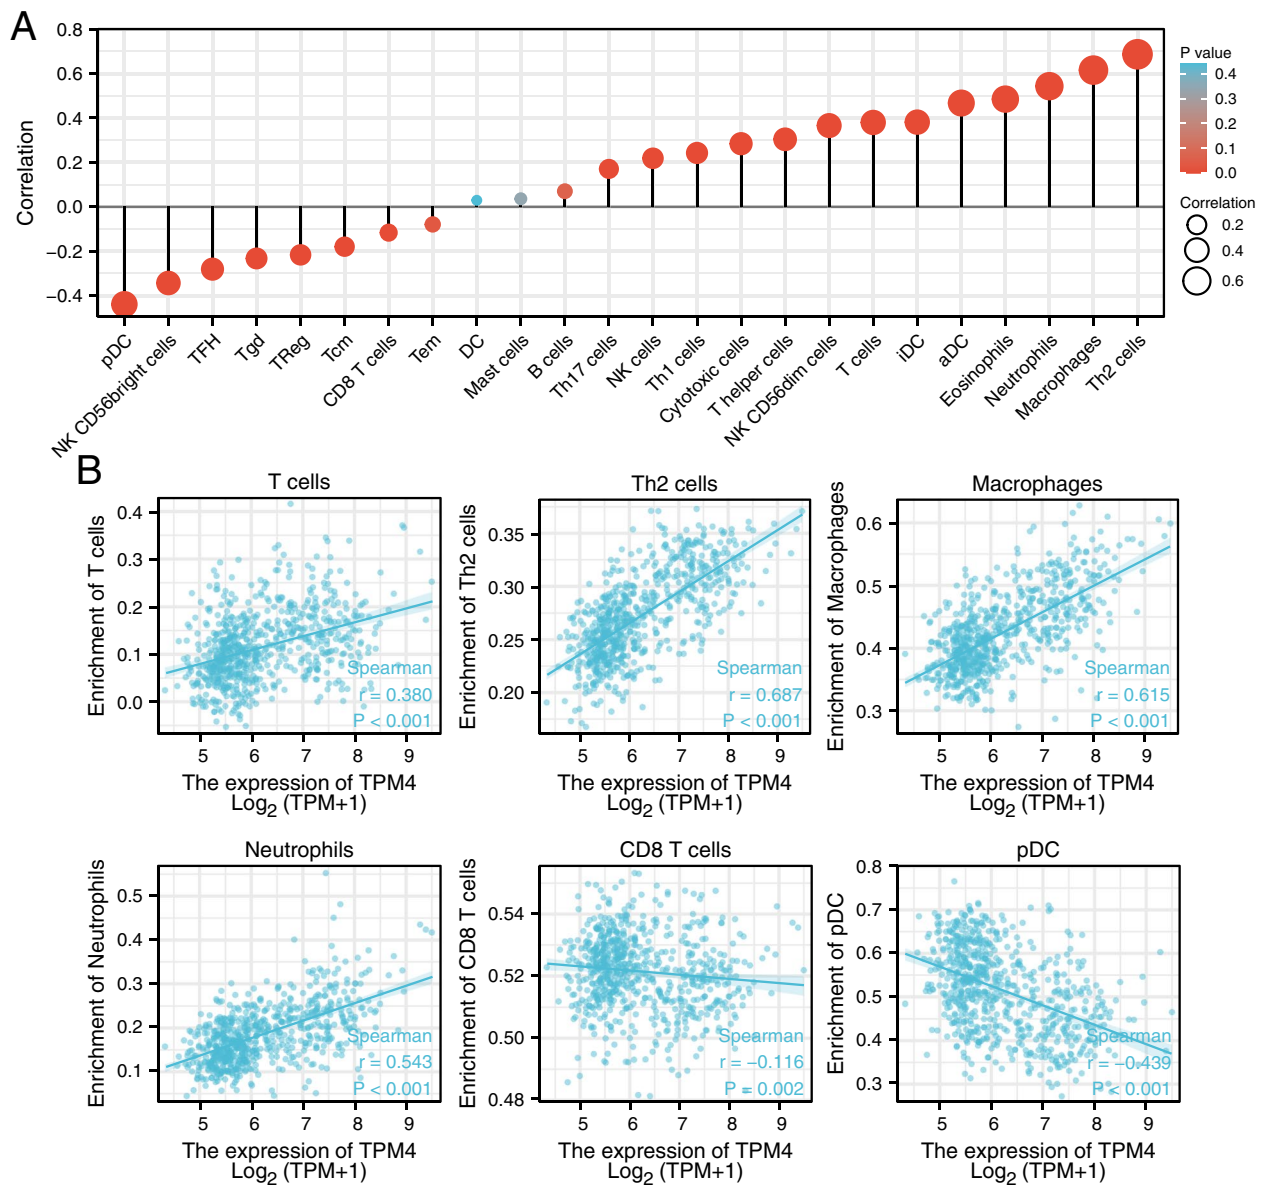 A
Correlation
0.8
0.6
0.4
0.2
0.0
−0.2
−0.4
pDC
NK CD56bright cells
TFH
Tgd
TReg
Tcm
CD8 T cells
Tem
DC
Mast cells
B cells
Th17 cells
NK cells
Th1 cells
Cytotoxic cells
T helper cells
NK CD56dim cells
T cells
iDC
aDC
Eosinophils
Neutrophils
Macrophages
Th2 cells
P value
0.4
0.3
0.2
0.1
0.0
Correlation
0.2
0.4
0.6
B
T cells
Enrichment of T cells
0.4
0.3
0.2
0.1
0.0
Spearman
r = 0.380
P < 0.001
5 6 7 8 9
The expression of TPM4
Log2 (TPM+1)
Th2 cells
Enrichment of Th2 cells
0.35
0.30
0.25
0.20
Spearman
r = 0.687
P < 0.001
5 6 7 8 9
The expression of TPM4
Log2 (TPM+1)
Macrophages
Enrichment of Macrophages
0.6
0.5
0.4
0.3
Spearman
r = 0.615
P < 0.001
5 6 7 8 9
The expression of TPM4
Log2 (TPM+1)
Neutrophils
Enrichment of Neutrophils
0.5
0.4
0.3
0.2
0.1
Spearman
r = 0.543
P < 0.001
5 6 7 8 9
The expression of TPM4
Log2 (TPM+1)
CD8 T cells
Enrichment of CD8 T cells
0.54
0.52
0.50
0.48
Spearman
r = −0.116
P = 0.002
5 6 7 8 9
The expression of TPM4
Log2 (TPM+1)
pDC
Enrichment of pDC
0.8
0.7
0.6
0.5
0.4
0.3
Spearman
r = −0.439
P < 0.001
5 6 7 8 9
The expression of TPM4
Log2 (TPM+1)